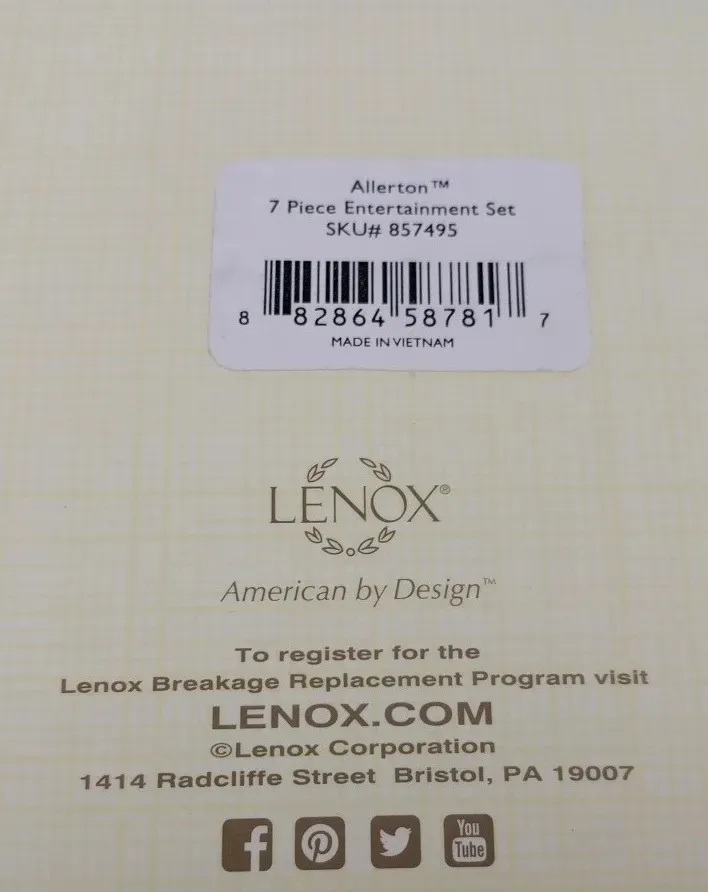 Allerton™
7 Piece Entertainment Set
SKU# 857495
8 82864 58781 7
MADE IN VIETNAM
LENOX®
American by Design™
To register for the
Lenox Breakage Replacement Program visit
LENOX.COM
©Lenox Corporation
1414 Radcliffe Street Bristol, PA 19007
You
Tube